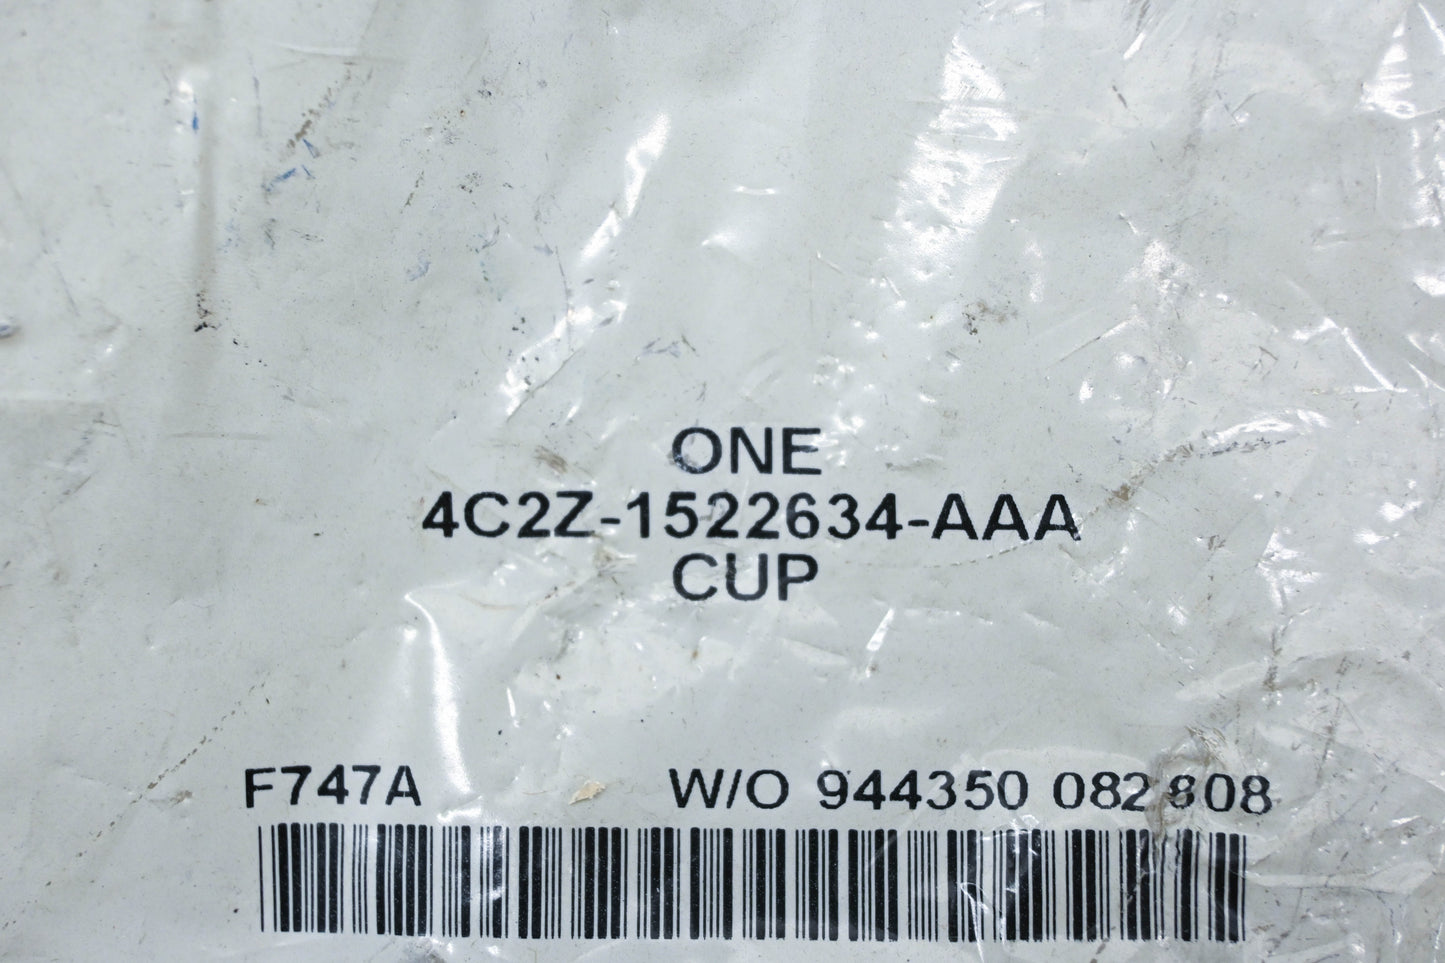 ONE
4C2Z-1522634-AAA
CUP
F747A W/O 944350 082808